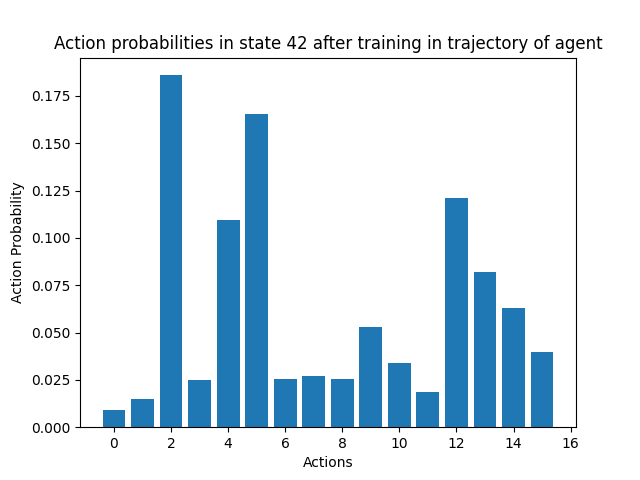 Action probabilities in state 42 after training in trajectory of agent
0.175
0.150
0.125
0.100
0.075
0.050
0.025
0.000
Action Probability
0 2 4 6 8 10 12 14 16
Actions